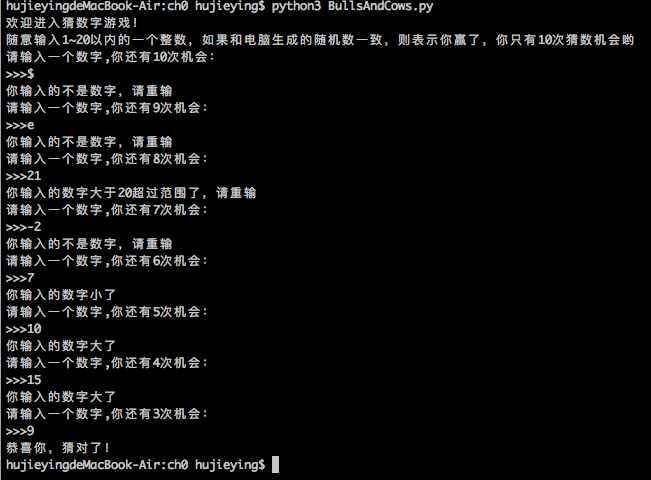 hujieyingdeMacBook-Air:ch0 hujieying$ python3 BullsAndCows.py
欢迎进入猜数字游戏!
随意输入1~20以内的一个整数，如果和电脑生成的随机数一致，则表示你赢了，你只有10次猜数机会哟
请输入一个数字,你还有10次机会:
>>>$
你输入的不是数字，请重输
请输入一个数字,你还有9次机会:
>>>e
你输入的不是数字，请重输
请输入一个数字,你还有8次机会:
>>>21
你输入的数字大于20超过范围了，请重输
请输入一个数字,你还有7次机会:
>>>-2
你输入的不是数字，请重输
请输入一个数字,你还有6次机会:
>>>7
你输入的数字小了
请输入一个数字,你还有5次机会:
>>>10
你输入的数字大了
请输入一个数字,你还有4次机会:
>>>15
你输入的数字大了
请输入一个数字,你还有3次机会:
>>>9
恭喜你，猜对了!
hujieyingdeMacBook-Air:ch0 hujieying$